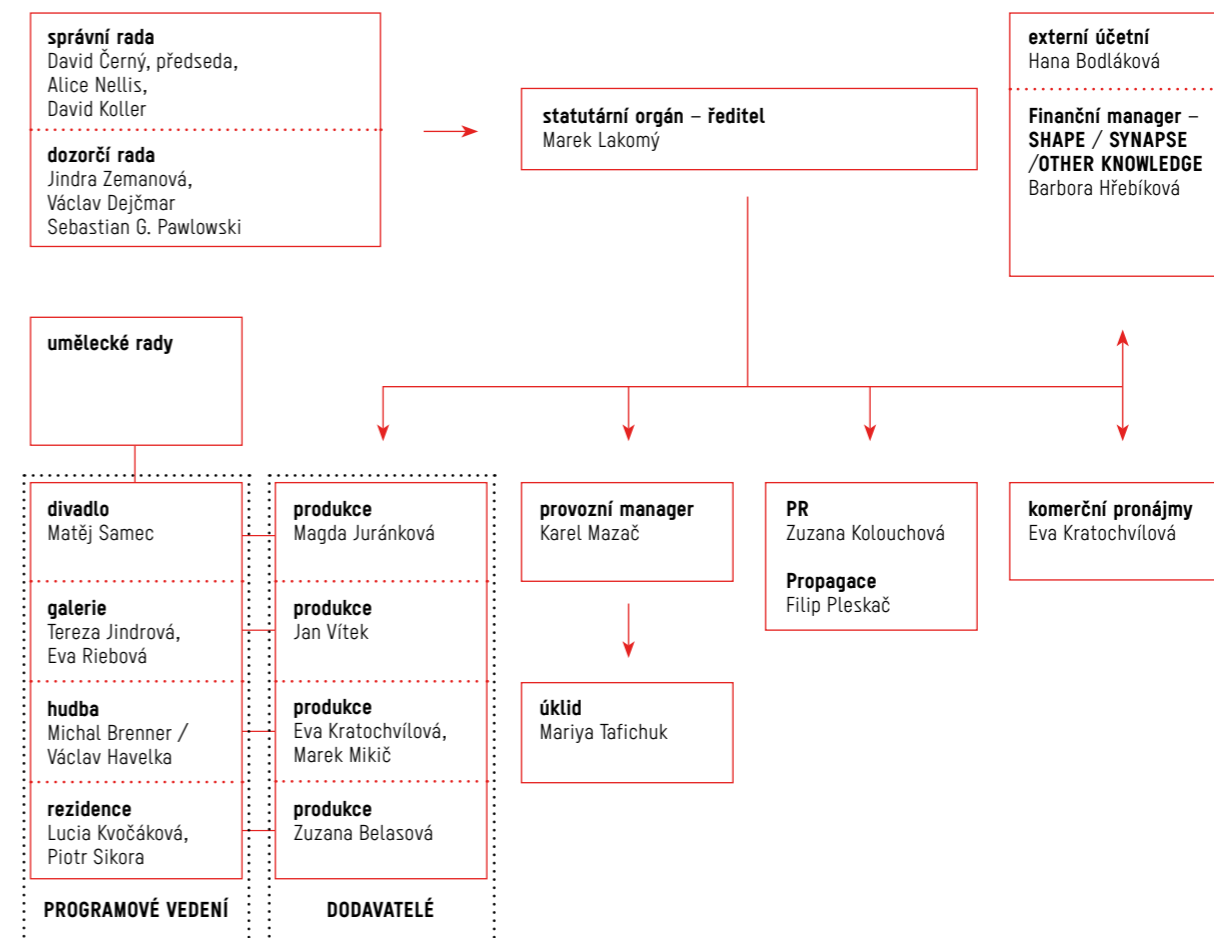 správní rada
David Černý, předseda,
Alice Nellis,
David Koller
dozorčí rada
Jindra Zemanová,
Václav Dejčmar
Sebastian G. Pawlowski
statutární orgán – ředitel
Marek Lakomý
externí účetní
Hana Bodláková
Finanční manager –
SHAPE / SYNAPSE
/OTHER KNOWLEDGE
Barbora Hřebíková
umělecké rady
divadlo
Matěj Samec
galerie
Tereza Jindrová,
Eva Riebová
hudba
Michal Brenner /
Václav Havelka
rezidence
Lucia Kvočáková,
Piotr Sikora
PROGRAMOVÉ VEDENÍ
produkce
Magda Juránková
produkce
Jan Vítek
produkce
Eva Kratochvílová,
Marek Mikič
produkce
Zuzana Belasová
DODAVATELÉ
provozní manager
Karel Mazač
úklid
Mariya Tafichuk
PR
Zuzana Kolouchová
Propagace
Filip Pleskač
komerční pronájmy
Eva Kratochvílová